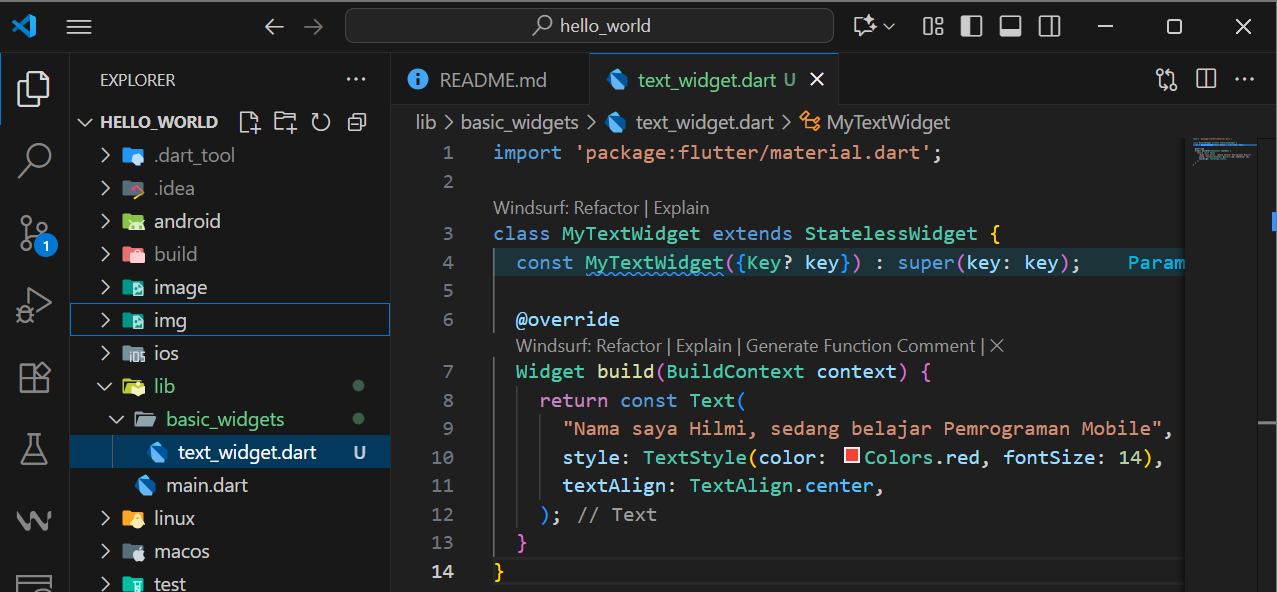 hello_world
EXPLORER
HELLO_WORLD
.dart_tool
.idea
android
build
image
img
ios
lib
basic_widgets
text_widget.dart U
main.dart
linux
macos
test
1
README.md
text_widget.dart U
lib > basic_widgets > text_widget.dart > MyTextWidget
1 import 'package:flutter/material.dart';
2
Windsurf: Refactor | Explain
3 class MyTextWidget extends StatelessWidget {
4 const MyTextWidget({Key? key}) : super(key: key); Param
5
6 @override
Windsurf: Refactor | Explain | Generate Function Comment | ×
7 Widget build(BuildContext context) {
8 return const Text(
9 "Nama saya Hilmi, sedang belajar Pemrograman Mobile",
10 style: TextStyle(color: Colors.red, fontSize: 14),
11 textAlign: TextAlign.center,
12 ); // Text
13 }
14 }